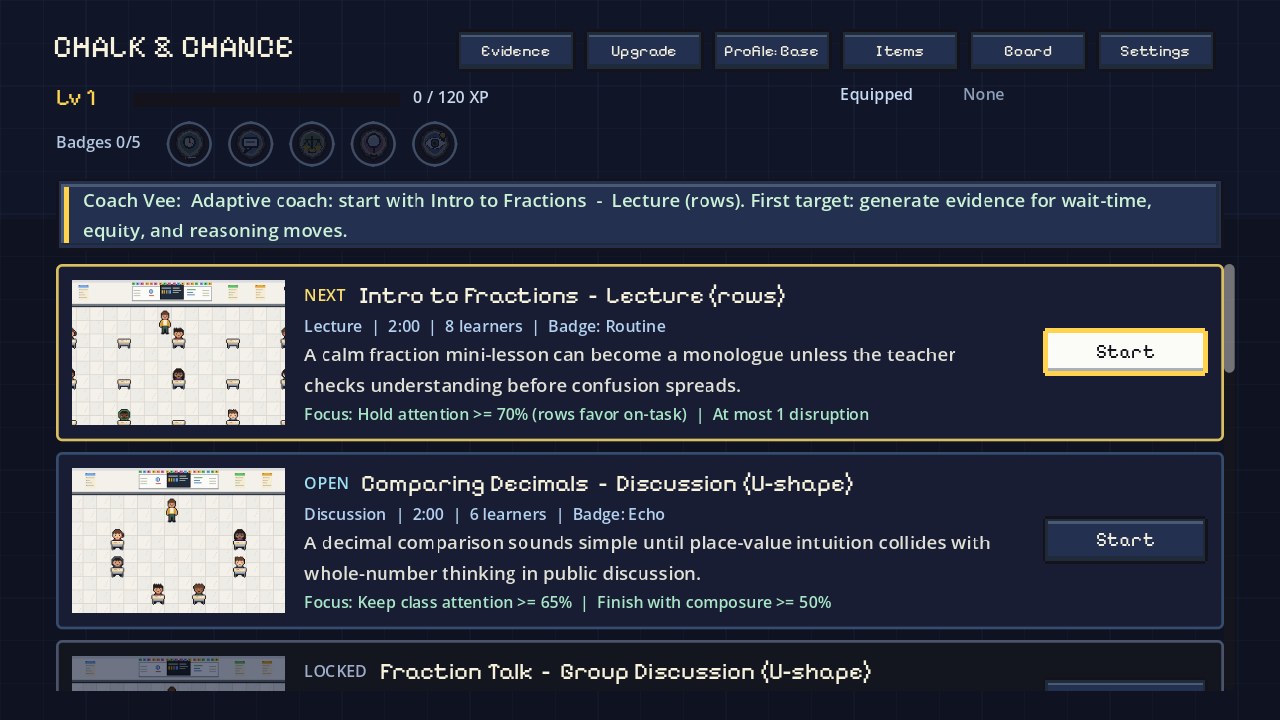 CHALK & CHANCE
Evidence
Upgrade
Profile: Base
Items
Board
Settings
Lv 1
0 / 120 XP
Equipped
None
Badges 0/5
Coach Vee: Adaptive coach: start with Intro to Fractions - Lecture (rows). First target: generate evidence for wait-time,
equity, and reasoning moves.
NEXT Intro to Fractions - Lecture (rows)
Lecture | 2:00 | 8 learners | Badge: Routine
A calm fraction mini-lesson can become a monologue unless the teacher
checks understanding before confusion spreads.
Focus: Hold attention >= 70% (rows favor on-task) | At most 1 disruption
Start
OPEN Comparing Decimals - Discussion (U-shape)
Discussion | 2:00 | 6 learners | Badge: Echo
A decimal comparison sounds simple until place-value intuition collides with
whole-number thinking in public discussion.
Focus: Keep class attention >= 65% | Finish with composure >= 50%
Start
LOCKED Fraction Talk - Group Discussion (U-shape)